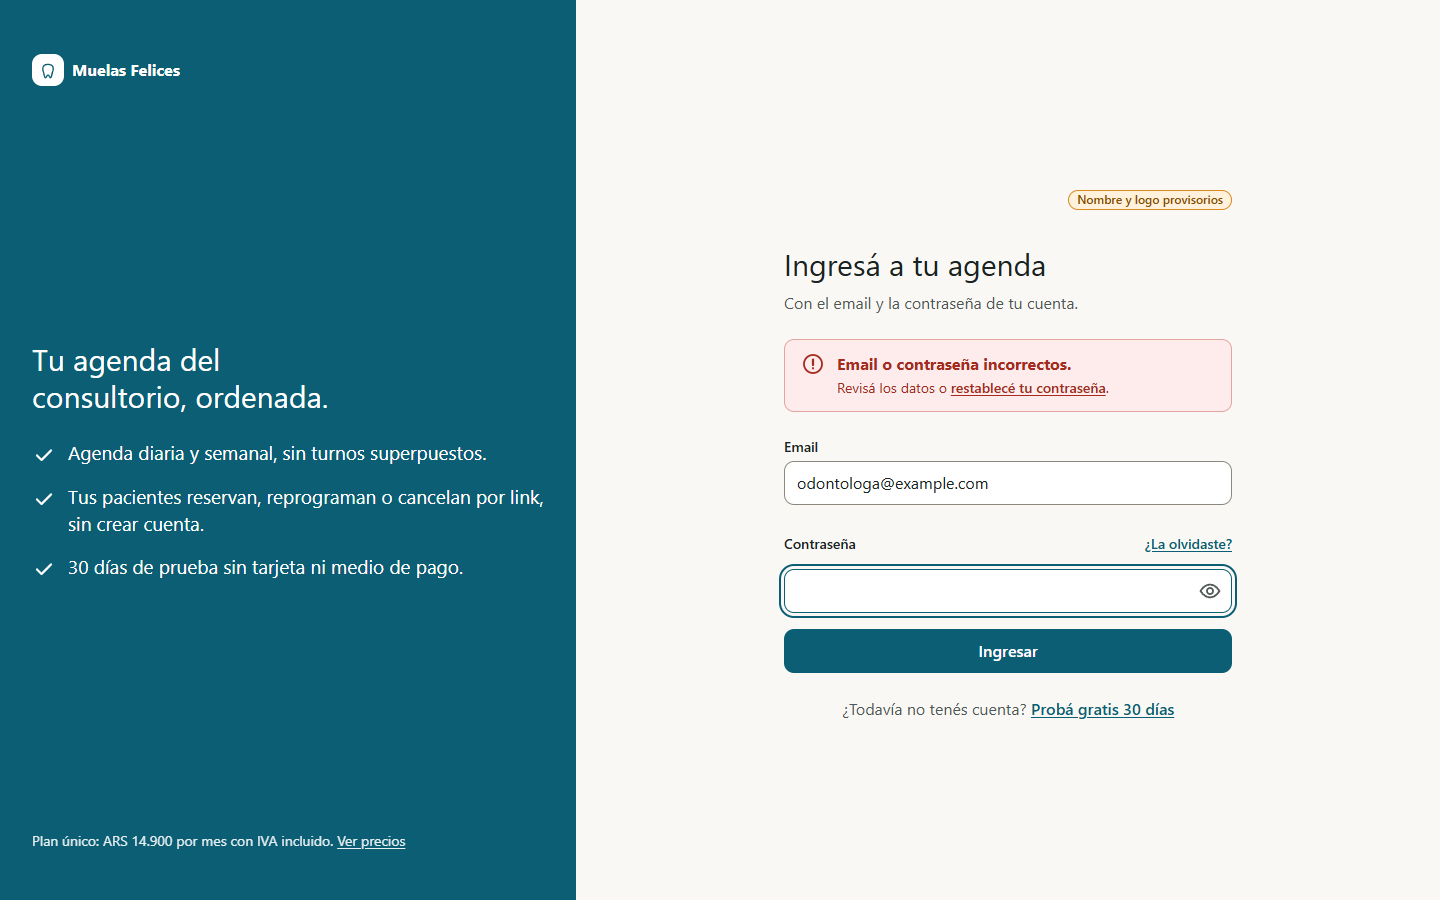 Muelas Felices
Tu agenda del
consultorio, ordenada.
Agenda diaria y semanal, sin turnos superpuestos.
Tus pacientes reservan, reprograman o cancelan por link,
sin crear cuenta.
30 días de prueba sin tarjeta ni medio de pago.
Plan único: ARS 14.900 por mes con IVA incluido. Ver precios
Nombre y logo provisorios
Ingresá a tu agenda
Con el email y la contraseña de tu cuenta.
Email o contraseña incorrectos.
Revisá los datos o restablecé tu contraseña.
Email
odontologa@example.com
Contraseña ¿La olvidaste?
Ingresar
¿Todavía no tenés cuenta? Probá gratis 30 días